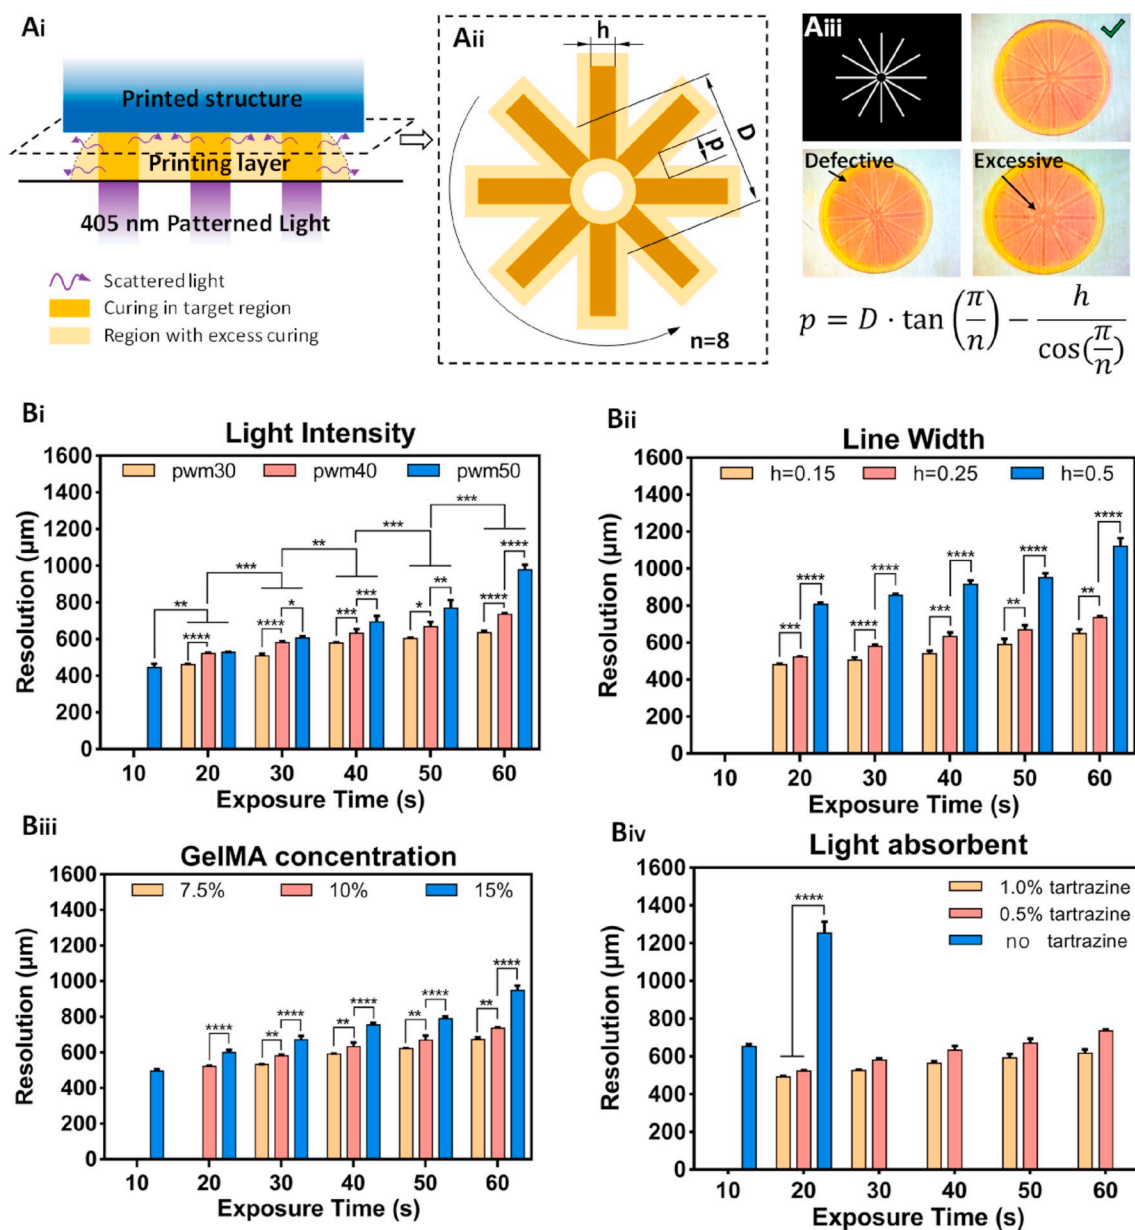 Ai
Printed structure
Printing layer
405 nm Patterned Light
Scattered light
Curing in target region
Region with excess curing
Aii
h
D
p
n=8
Aiii
Defective
Excessive
p = D · tan (π/n) − h / cos(π/n)
Bi
Light Intensity
pwm30 pwm40 pwm50
Resolution (µm)
1600
1400
1200
1000
800
600
400
200
0
*** 
*** 
** 
*** 
** 
**** 
**** 
* 
*** 
*** 
* 
** 
**** 
****
10 20 30 40 50 60
Exposure Time (s)
Bii
Line Width
h=0.15 h=0.25 h=0.5
Resolution (µm)
1600
1400
1200
1000
800
600
400
200
0
*** 
**** 
**** 
**** 
*** 
**** 
** 
**** 
** 
****
10 20 30 40 50 60
Exposure Time (s)
Biii
GelMA concentration
7.5% 10% 15%
Resolution (µm)
1600
1400
1200
1000
800
600
400
200
0
**** 
** 
**** 
** 
**** 
** 
**** 
** 
****
10 20 30 40 50 60
Exposure Time (s)
Biv
Light absorbent
1.0% tartrazine
0.5% tartrazine
no tartrazine
Resolution (µm)
1600
1400
1200
1000
800
600
400
200
0
****
10 20 30 40 50 60
Exposure Time (s)